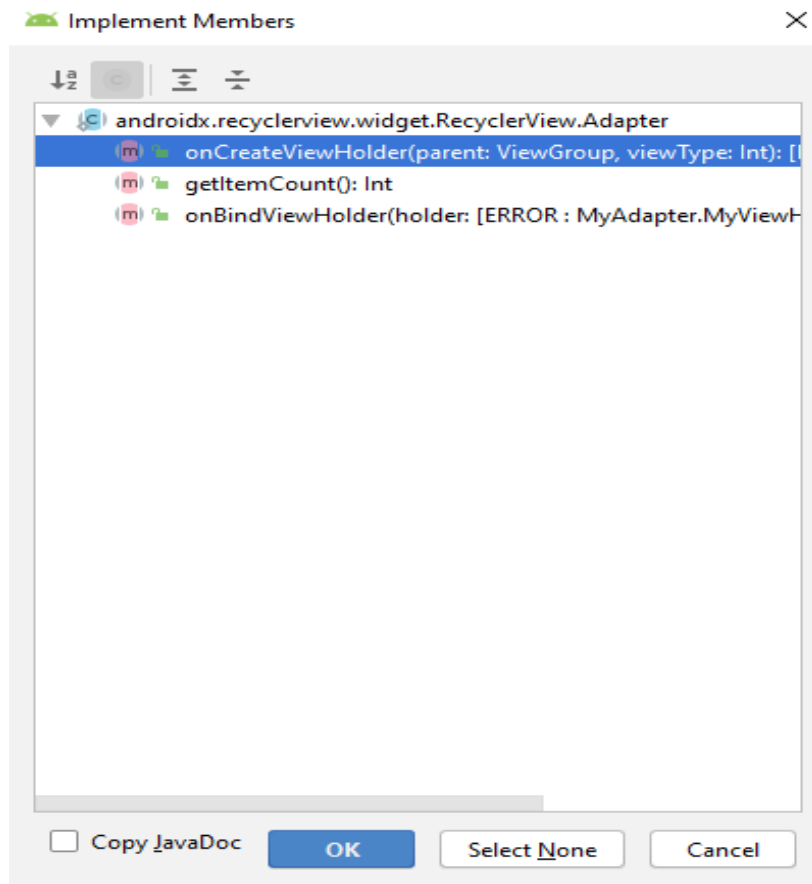 Implement Members
androidx.recyclerview.widget.RecyclerView.Adapter
onCreateViewHolder(parent: ViewGroup, viewType: Int): [
getItemCount(): Int
onBindViewHolder(holder: [ERROR : MyAdapter.MyViewH
Copy JavaDoc
OK
Select None
Cancel